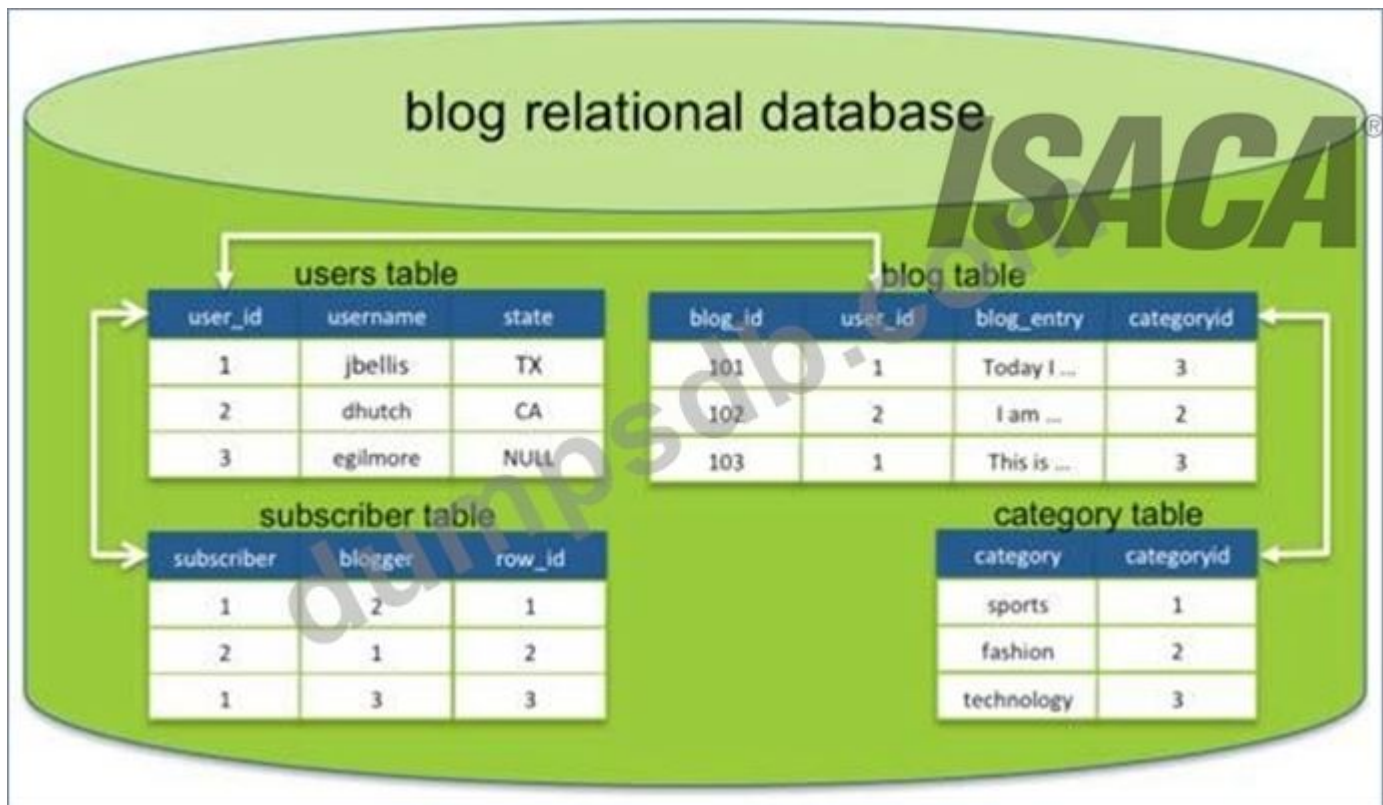 blog relational database
ISACA®
users table
user_id username state
1 jbellis TX
2 dhutch CA
3 egilmore NULL
blog table
blog_id user_id blog_entry categoryid
101 1 Today I ... 3
102 2 I am ... 2
103 1 This is ... 3
subscriber table
subscriber blogger row_id
1 2 1
2 1 2
1 3 3
category table
category categoryid
sports 1
fashion 2
technology 3
dumpsdb.com